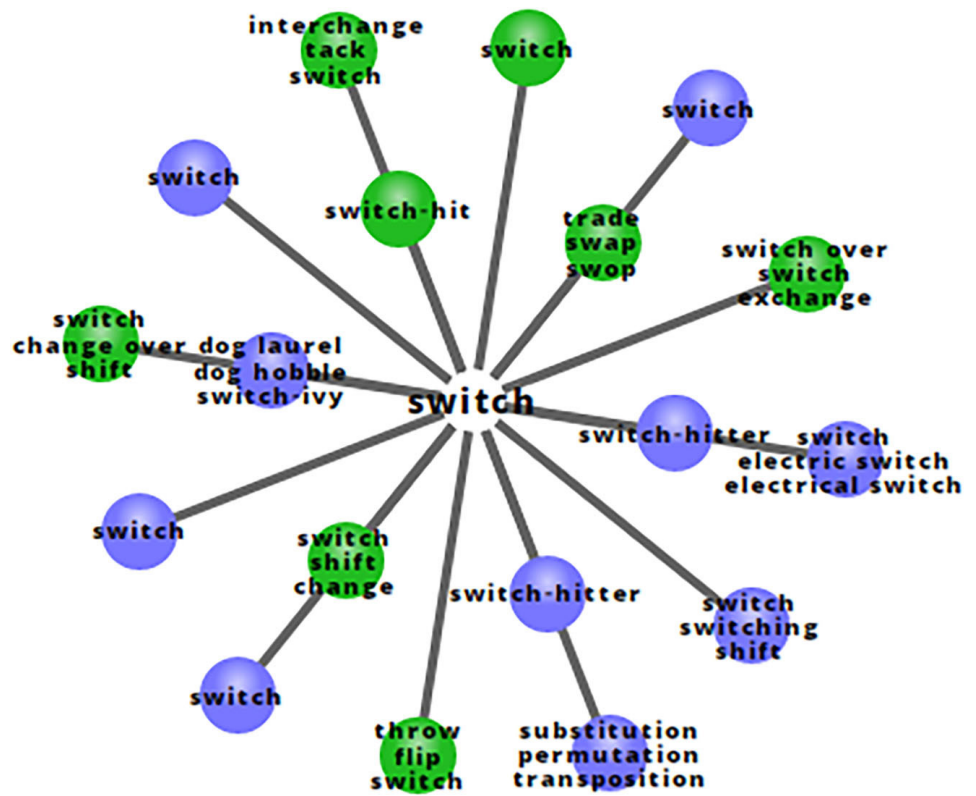 interchange
tack
switch
switch
switch
switch
switch-hit
trade
swap
swop
switch over
switch
exchange
switch
change over
shift
dog laurel
dog hobble
switch-ivy
switch
switch-hitter
switch
electric switch
electrical switch
switch
switch
shift
change
switch-hitter
switch
switching
shift
switch
throw
flip
switch
substitution
permutation
transposition